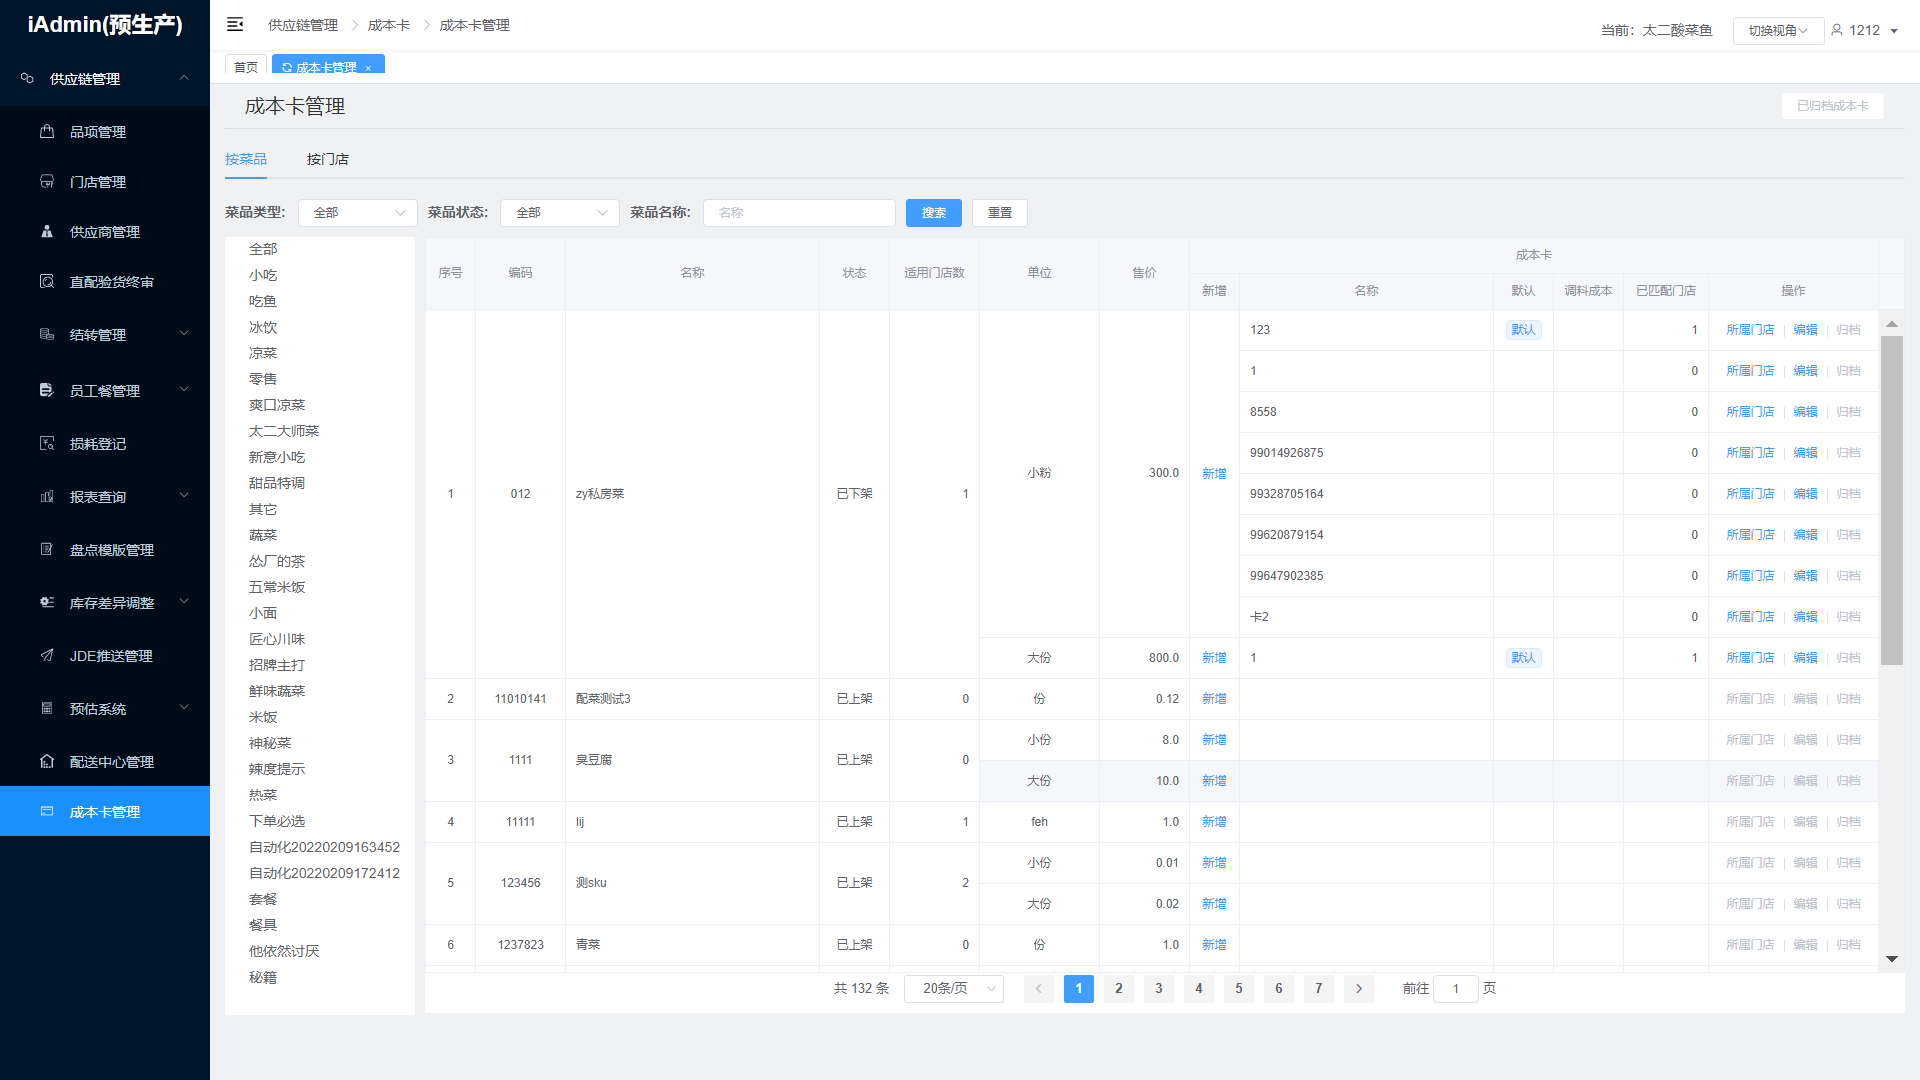 iAdmin(预生产)
供应链管理
品项管理
门店管理
供应商管理
直配验货终审
结转管理
员工餐管理
损耗登记
报表查询
盘点模版管理
库存差异调整
JDE推送管理
预估系统
配送中心管理
成本卡管理
供应链管理 成本卡 成本卡管理
当前：太二酸菜鱼 切换视角 1212
首页 成本卡管理 ×
成本卡管理 已归档成本卡
按菜品 按门店
菜品类型: 全部 菜品状态: 全部 菜品名称: 名称 搜索 重置
全部
小吃
吃鱼
冰饮
凉菜
零售
爽口凉菜
太二大师菜
新意小吃
甜品特调
其它
蔬菜
怂厂的茶
五常米饭
小面
匠心川味
招牌主打
鲜味蔬菜
米饭
神秘菜
辣度提示
热菜
下单必选
自动化20220209163452
自动化20220209172412
套餐
餐具
他依然讨厌
秘籍
序号 编码 名称 状态 适用门店数 单位 售价 成本卡
新增 名称 默认 调料成本 已匹配门店 操作
1 012 zy私房菜 已下架 1 小粉 300.0 新增
123 默认 1 所属门店 编辑 归档
1 0 所属门店 编辑 归档
8558 0 所属门店 编辑 归档
99014926875 0 所属门店 编辑 归档
99328705164 0 所属门店 编辑 归档
99620879154 0 所属门店 编辑 归档
99647902385 0 所属门店 编辑 归档
卡2 0 所属门店 编辑 归档
大份 800.0 新增 1 默认 1 所属门店 编辑 归档
2 11010141 配菜测试3 已上架 0 份 0.12 新增 所属门店 编辑 归档
3 1111 臭豆腐 已上架 0 小份 8.0 新增 所属门店 编辑 归档
大份 10.0 新增 所属门店 编辑 归档
4 11111 lij 已上架 1 feh 1.0 新增 所属门店 编辑 归档
5 123456 测sku 已上架 2 小份 0.01 新增 所属门店 编辑 归档
大份 0.02 新增 所属门店 编辑 归档
6 1237823 青菜 已上架 0 份 1.0 新增 所属门店 编辑 归档
共 132 条 20条/页 < 1 2 3 4 5 6 7 > 前往 1 页